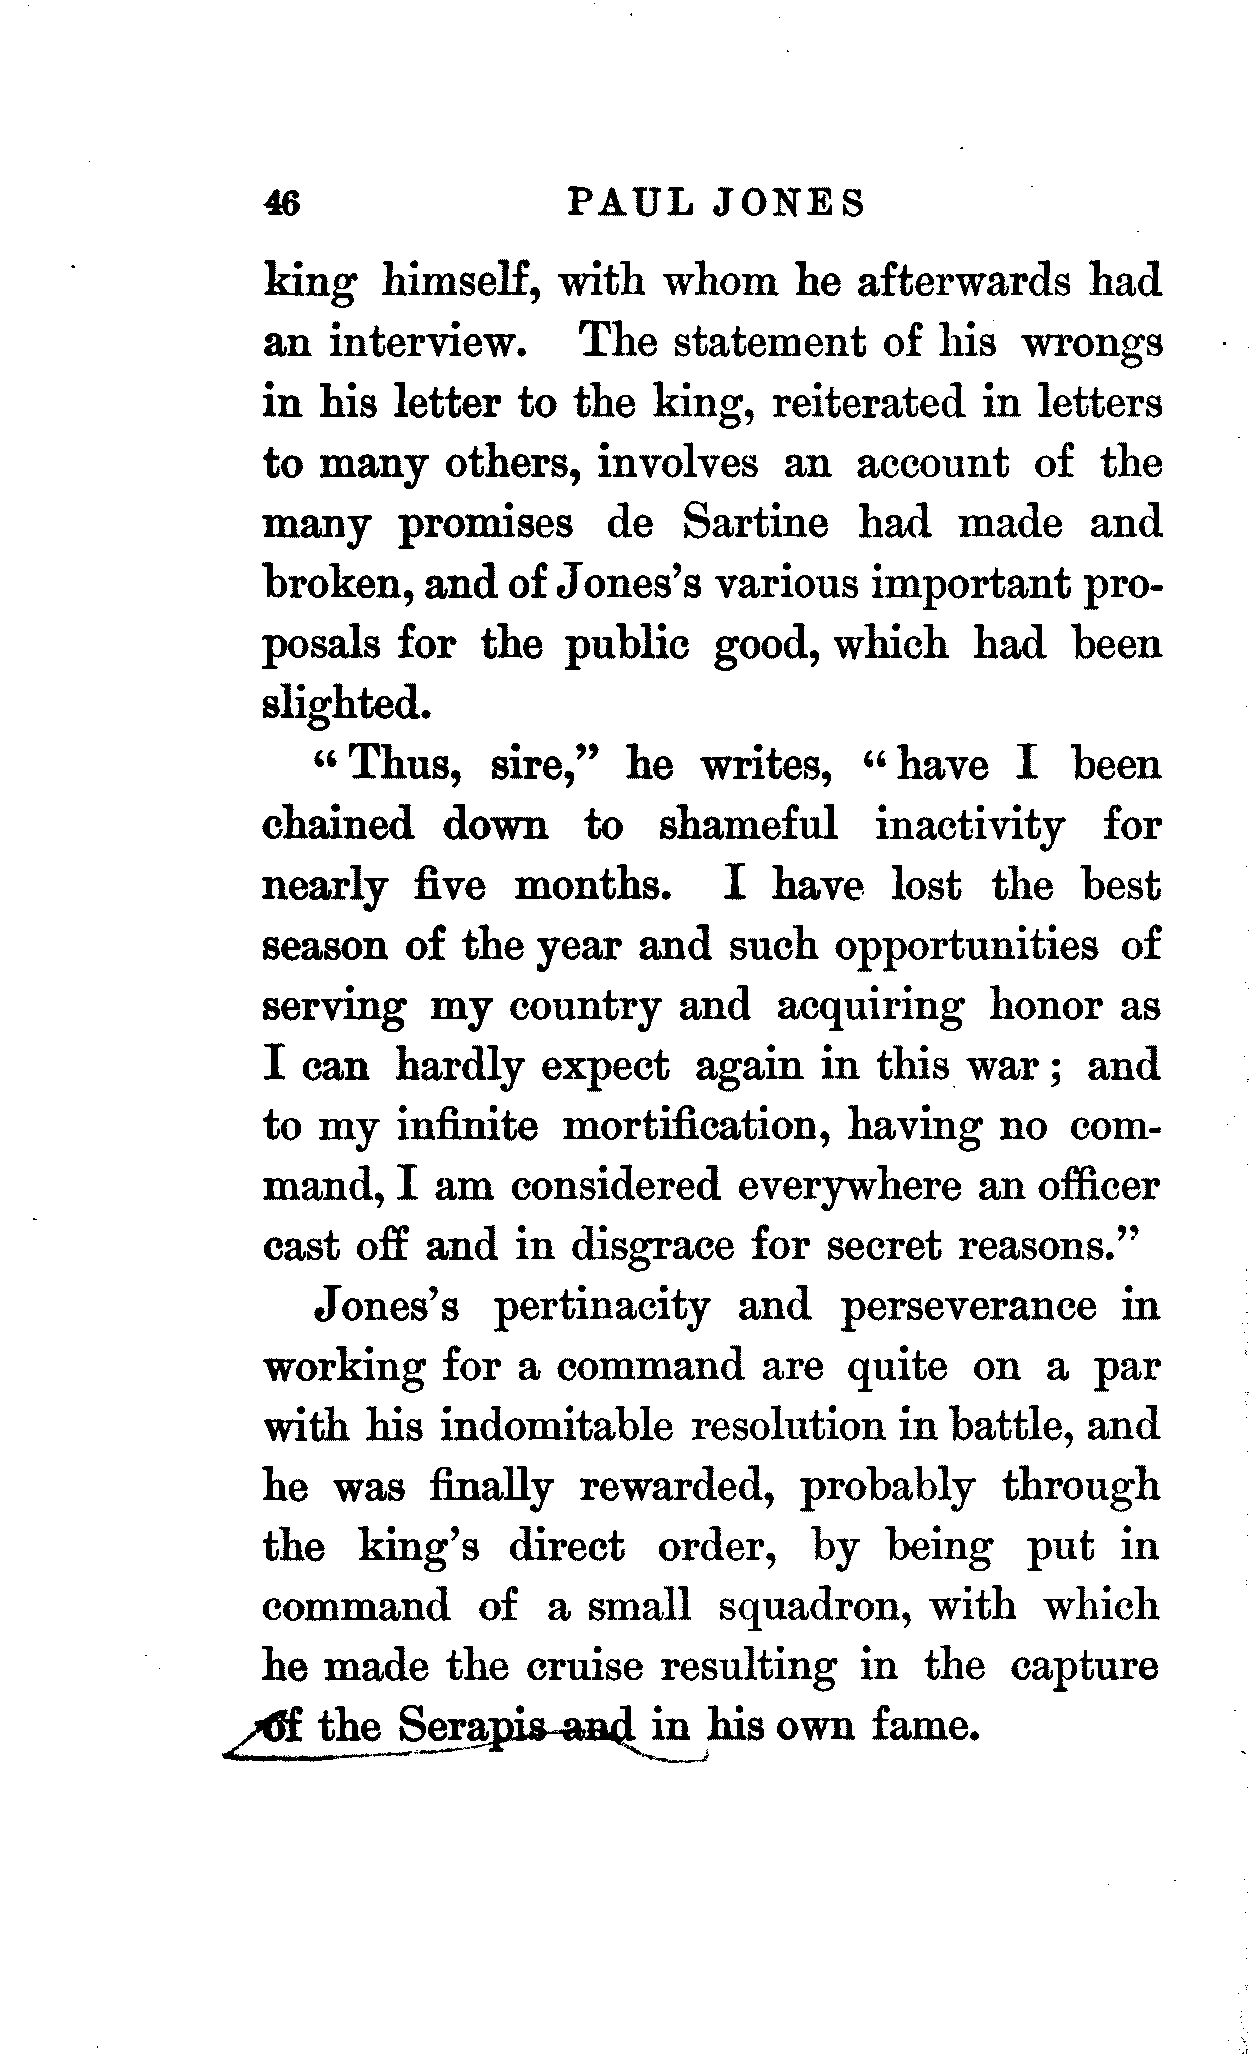 46 PAUL JONES
king himself, with whom he afterwards had
an interview. The statement of his wrongs
in his letter to the king, reiterated in letters
to many others, involves an account of the
many promises de Sartine had made and
broken, and of Jones's various important pro-
posals for the public good, which had been
slighted.
“Thus, sire,” he writes, “have I been
chained down to shameful inactivity for
nearly five months. I have lost the best
season of the year and such opportunities of
serving my country and acquiring honor as
I can hardly expect again in this war; and
to my infinite mortification, having no com-
mand, I am considered everywhere an officer
cast off and in disgrace for secret reasons.”
Jones's pertinacity and perseverance in
working for a command are quite on a par
with his indomitable resolution in battle, and
he was finally rewarded, probably through
the king's direct order, by being put in
command of a small squadron, with which
he made the cruise resulting in the capture
of the Serapis and in his own fame.